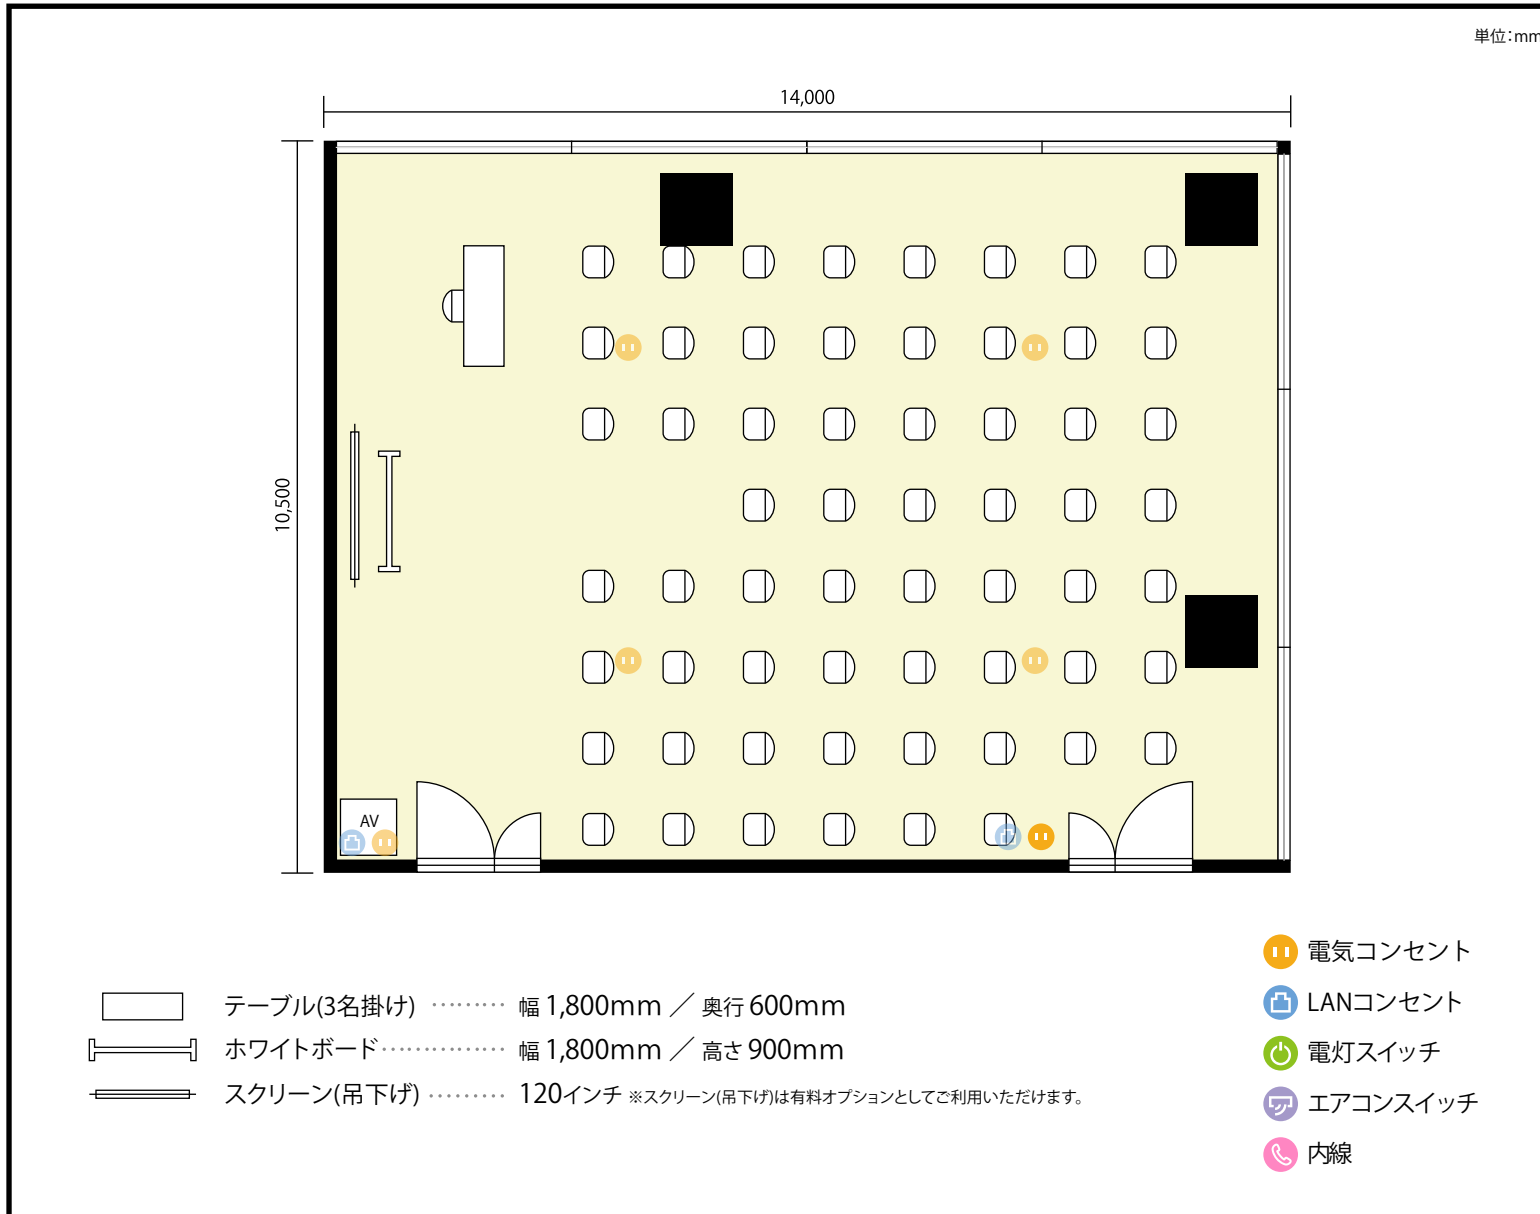 単位：mm
14,000
10,500
AV
電気コンセント
テーブル(3名掛け) ……… 幅 1,800mm ／ 奥行 600mm
LANコンセント
ホワイトボード …………… 幅 1,800mm ／ 高さ 900mm
電灯スイッチ
スクリーン(吊下げ) ……… 120インチ ※スクリーン(吊下げ)は有料オプションとしてご利用いただけます。
エアコンスイッチ
内線